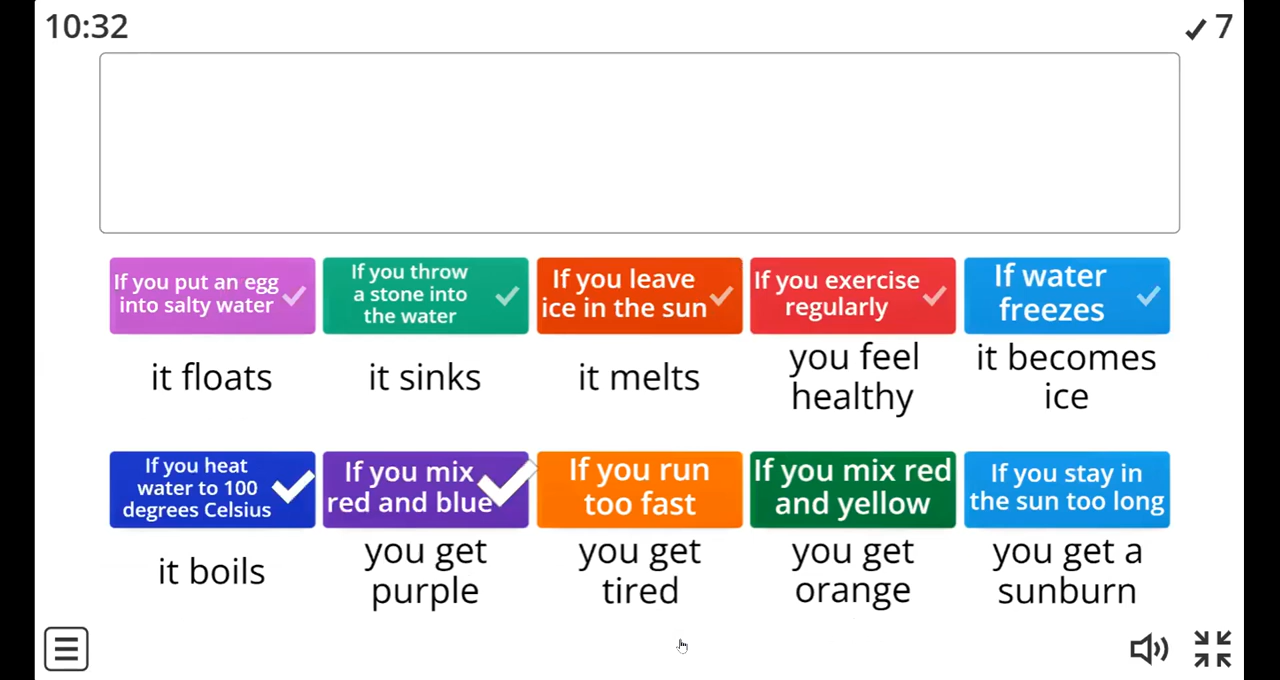 10:32
7
If you put an egg
into salty water
If you throw
a stone into
the water
If you leave
ice in the sun
If you exercise
regularly
If water
freezes
it floats
it sinks
it melts
you feel
healthy
it becomes
ice
If you heat
water to 100
degrees Celsius
If you mix
red and blue
If you run
too fast
If you mix red
and yellow
If you stay in
the sun too long
it boils
you get
purple
you get
tired
you get
orange
you get a
sunburn